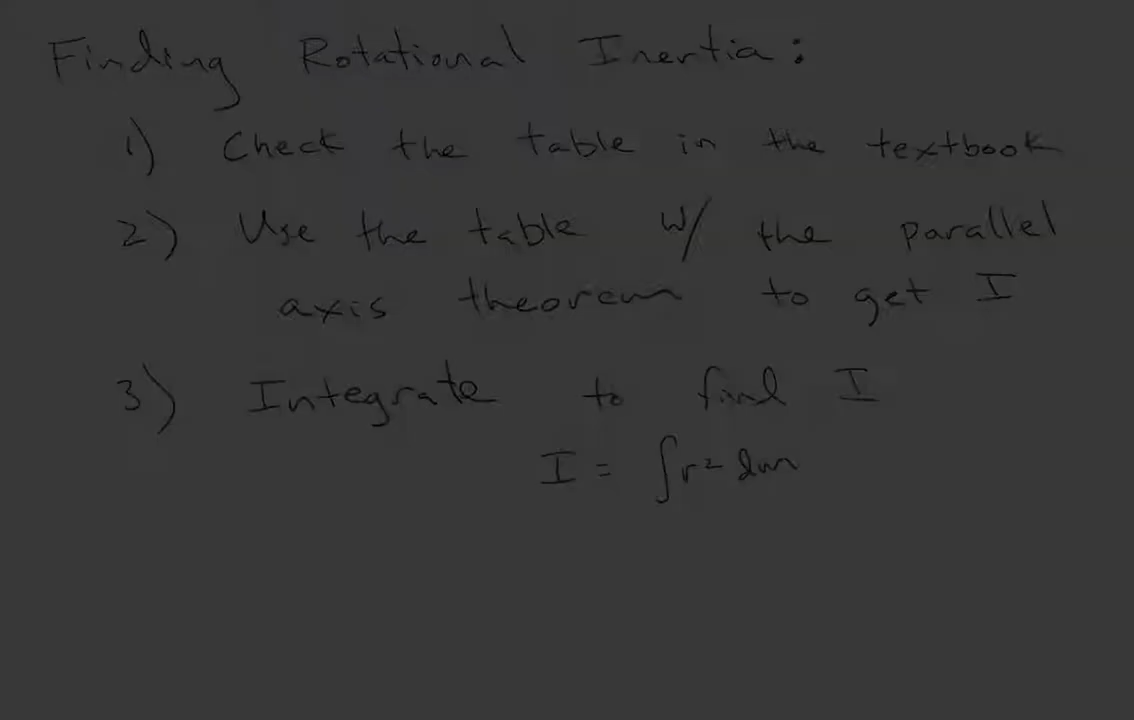 Finding Rotational Inertia:
1) Check the table in the textbook
2) Use the table w/ the parallel
axis theorem to get I
3) Integrate to find I
I = ∫r² dm